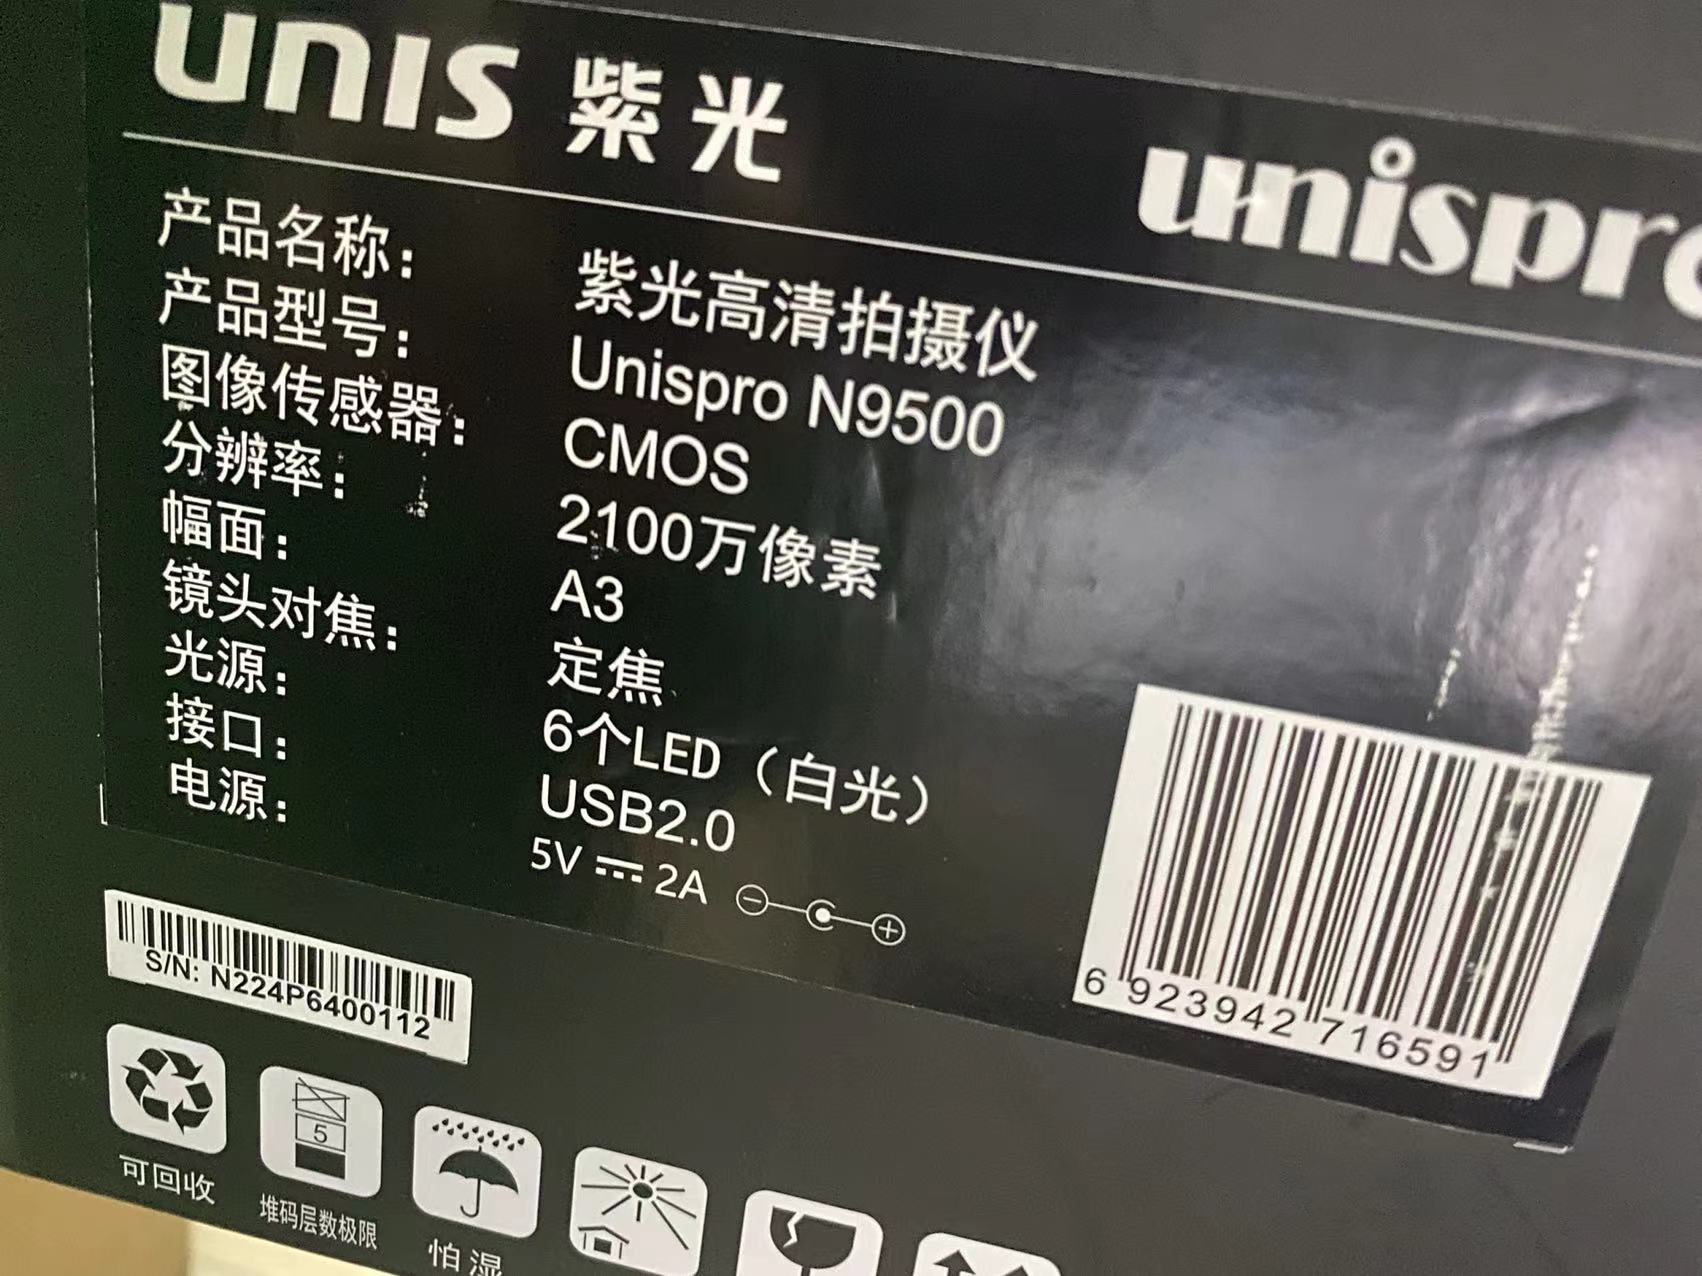 UNIS 紫光
unispro
产品名称： 紫光高清拍摄仪
产品型号： Unispro N9500
图像传感器： CMOS
分辨率： 2100万像素
幅面： A3
镜头对焦： 定焦
光源： 6个LED（白光）
接口： USB2.0
电源： 5V ⎓ 2A
6 923942 716591
S/N: N224P6400112
5
可回收
堆码层数极限
怕湿